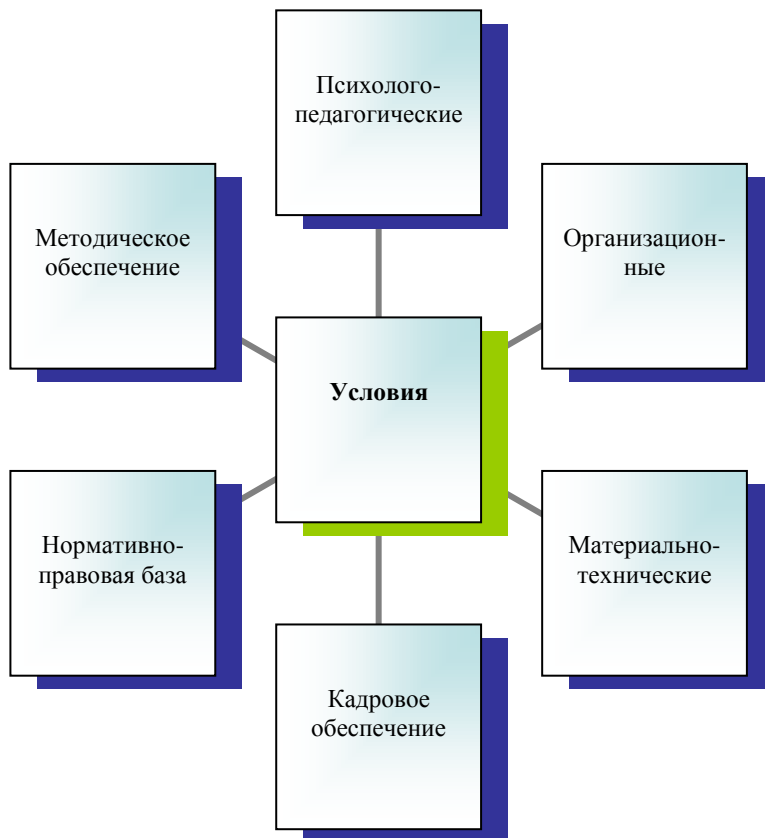 Психолого-
педагогические
Методическое
обеспечение
Организацион-
ные
Условия
Нормативно-
правовая база
Материально-
технические
Кадровое
обеспечение